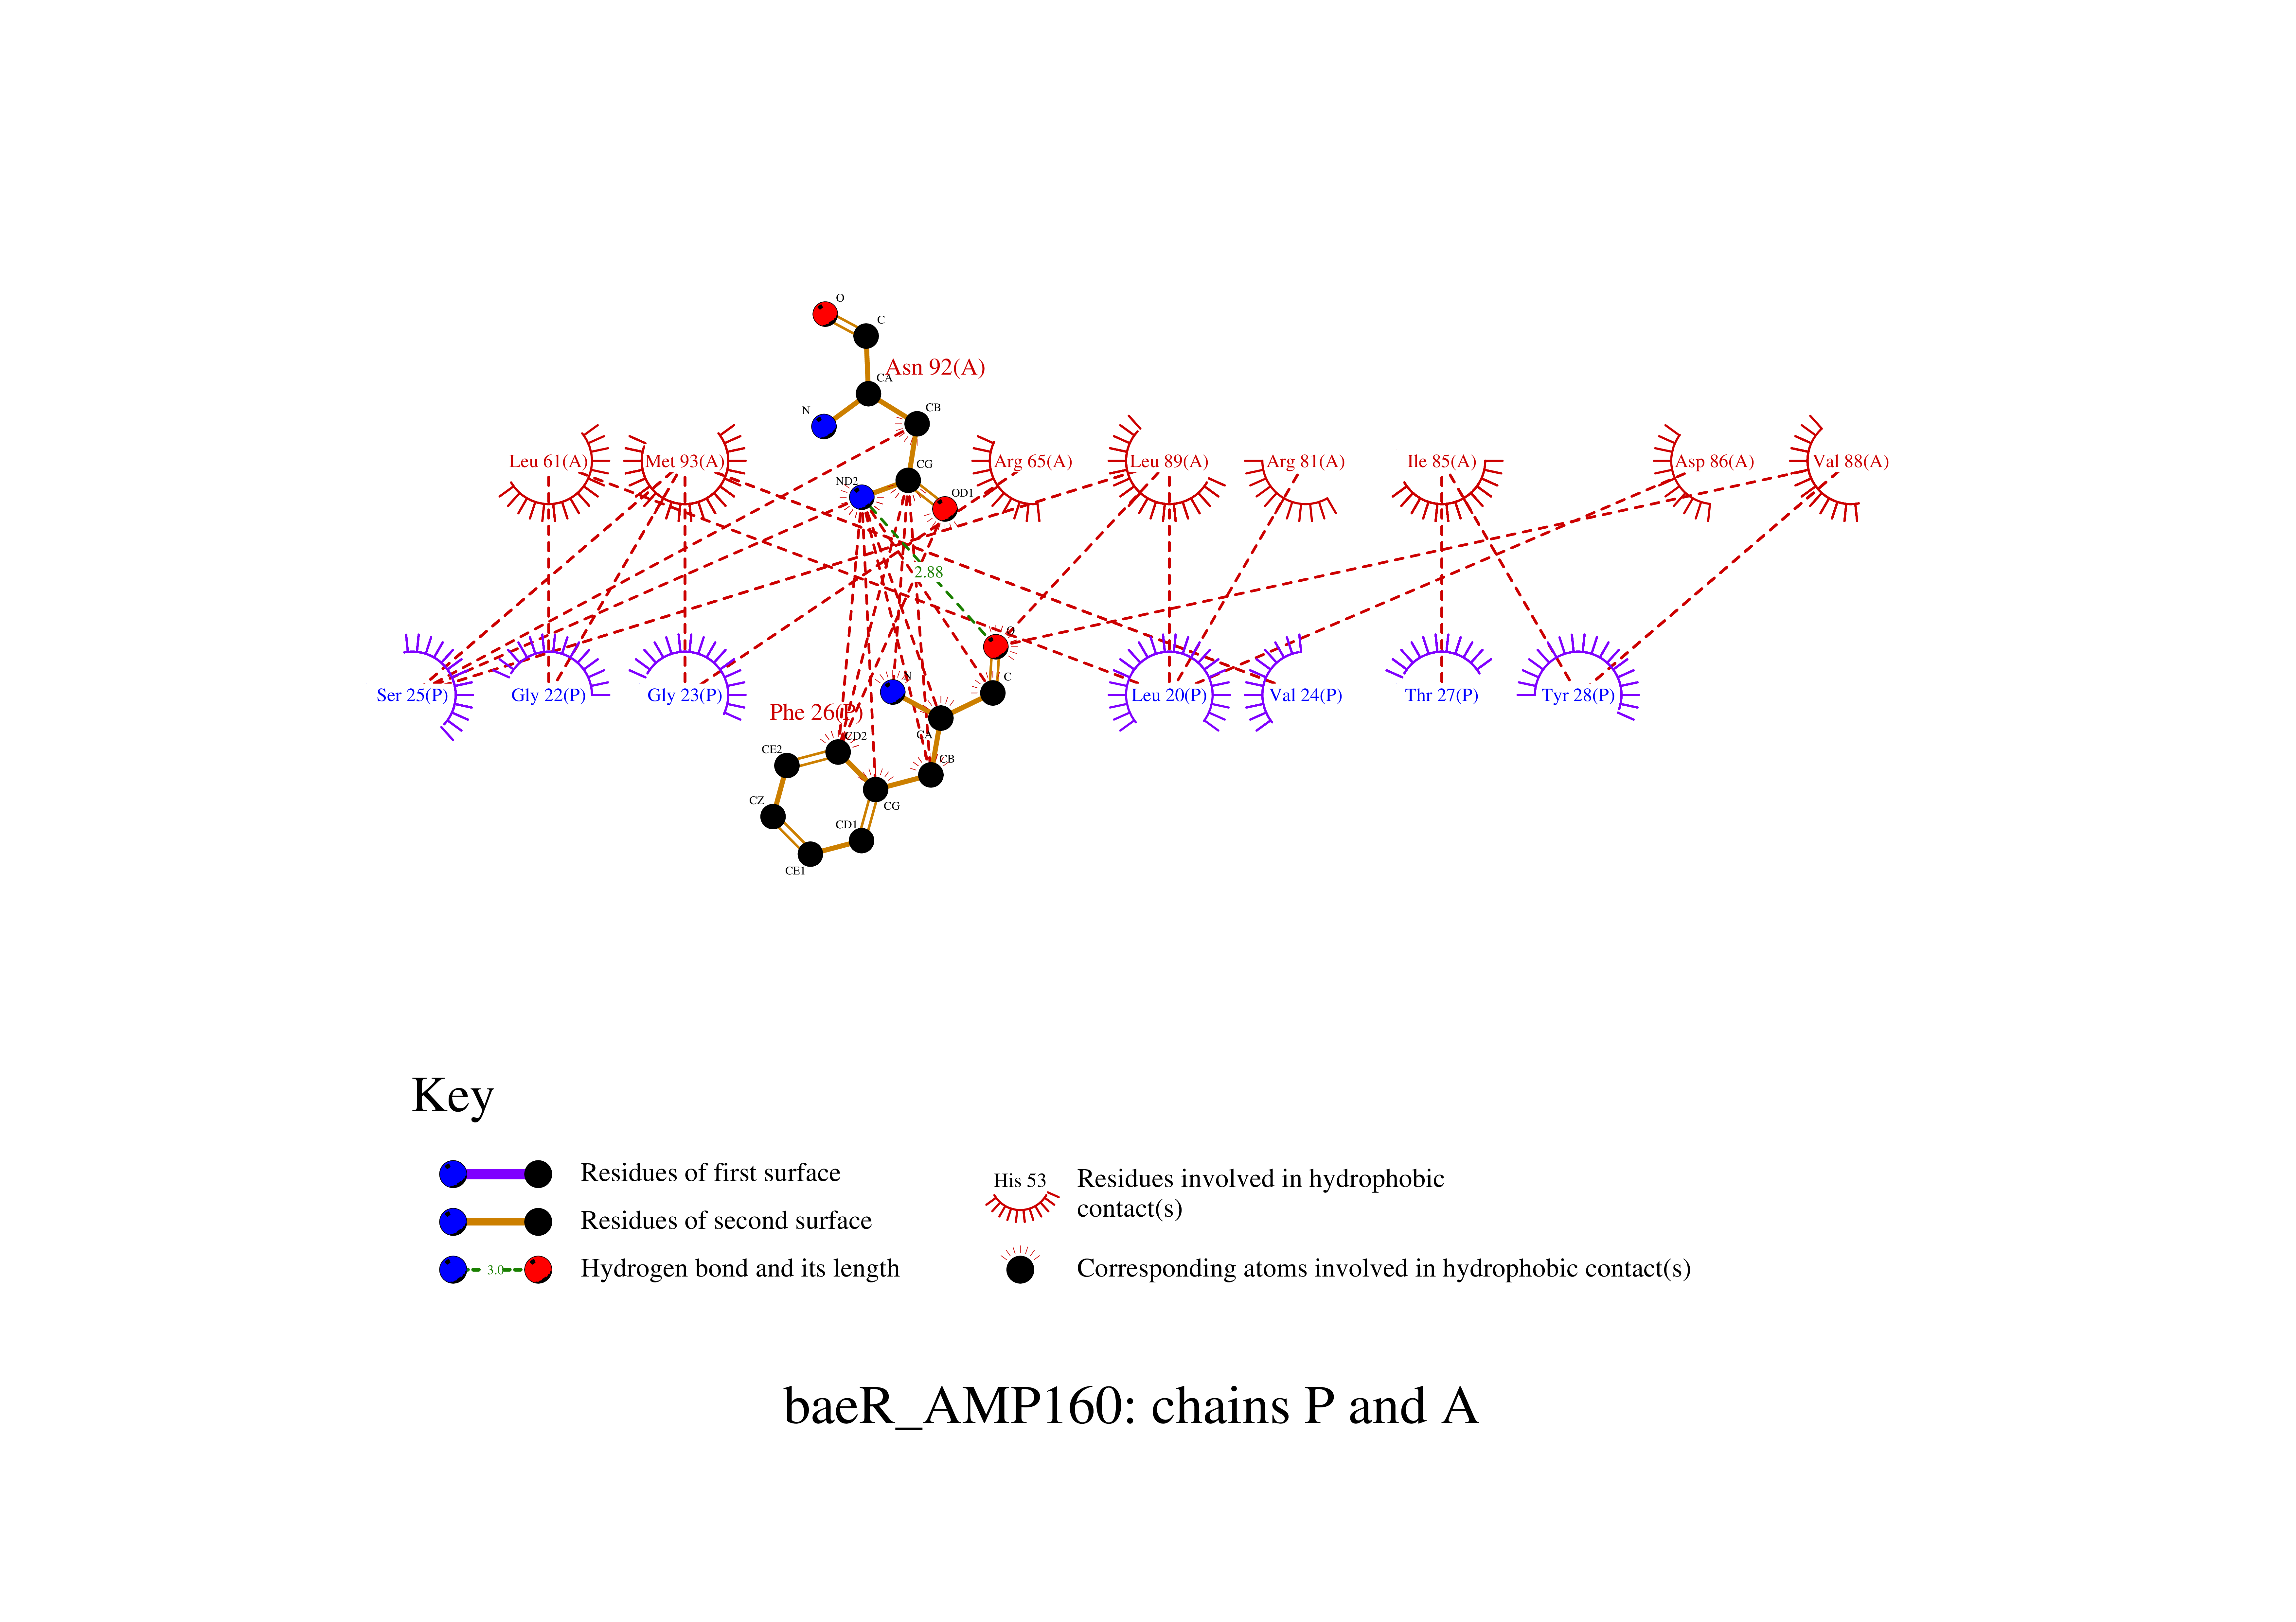 O
C
Asn 92(A)
CA
N
CB
Leu 61(A) Met 93(A) CG Arg 65(A) Leu 89(A) Arg 81(A) Ile 85(A) Asp 86(A) Val 88(A)
ND2
OD1
2.88
O
N
C
Ser 25(P) Gly 22(P) Gly 23(P) Leu 20(P) Val 24(P) Thr 27(P) Tyr 28(P)
Phe 26(P)
CA
CD2
CE2
CB
CZ
CG
CD1
CE1
Key
Residues of first surface
Residues of second surface
3.0 Hydrogen bond and its length
His 53 Residues involved in hydrophobic
contact(s)
Corresponding atoms involved in hydrophobic contact(s)
baeR_AMP160: chains P and A